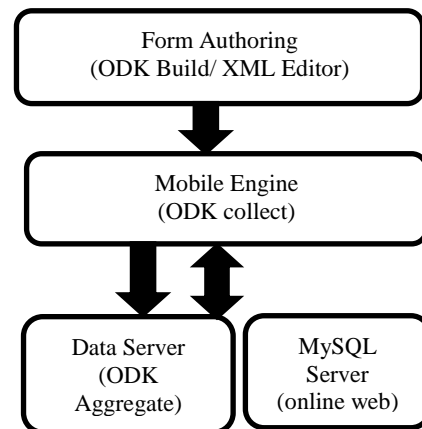 Form Authoring
(ODK Build/ XML Editor)
Mobile Engine
(ODK collect)
Data Server
(ODK
Aggregate)
MySQL
Server
(online web)